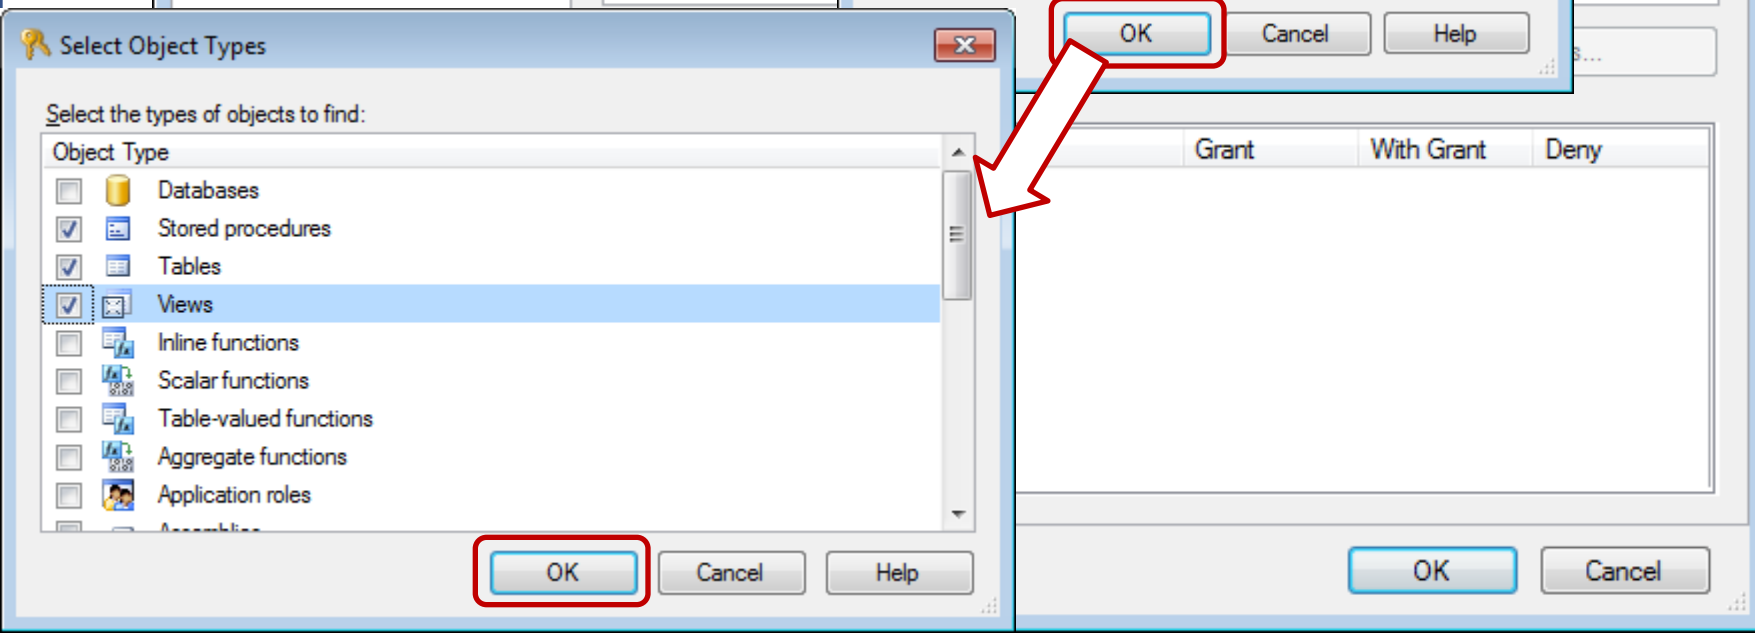 Select Object Types
Select the types of objects to find:
Object Type
Databases
Stored procedures
Tables
Views
Inline functions
Scalar functions
Table-valued functions
Aggregate functions
Application roles
OK Cancel Help
OK Cancel Help
Grant With Grant Deny
OK Cancel